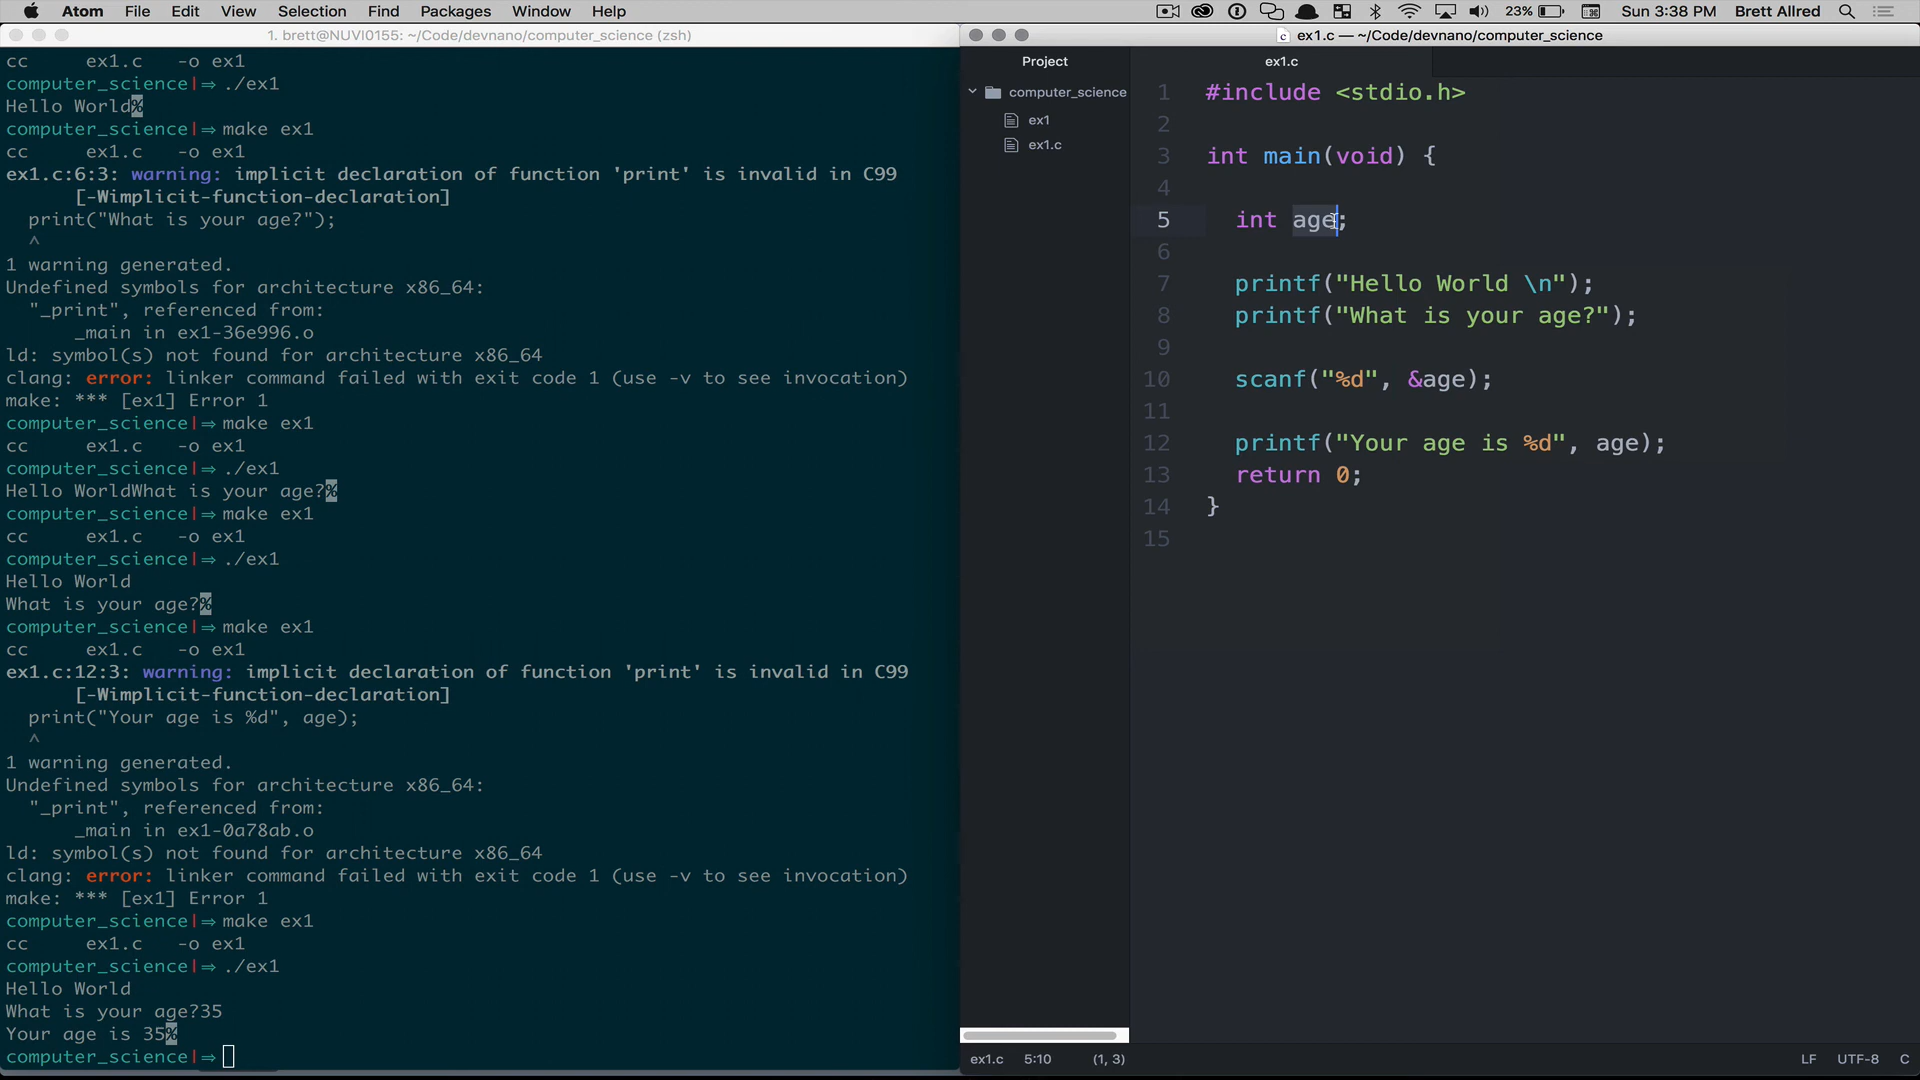 Atom File Edit View Selection Find Packages Window Help 23% Sun 3:38 PM Brett Allred
1. brett@NUVI0155: ~/Code/devnano/computer_science (zsh)
cc ex1.c -o ex1
computer_science|⇒ ./ex1
Hello World%
computer_science|⇒ make ex1
cc ex1.c -o ex1
ex1.c:6:3: warning: implicit declaration of function 'print' is invalid in C99
[-Wimplicit-function-declaration]
print("What is your age?");
^
1 warning generated.
Undefined symbols for architecture x86_64:
"_print", referenced from:
_main in ex1-36e996.o
ld: symbol(s) not found for architecture x86_64
clang: error: linker command failed with exit code 1 (use -v to see invocation)
make: *** [ex1] Error 1
computer_science|⇒ make ex1
cc ex1.c -o ex1
computer_science|⇒ ./ex1
Hello WorldWhat is your age?%
computer_science|⇒ make ex1
cc ex1.c -o ex1
computer_science|⇒ ./ex1
Hello World
What is your age?%
computer_science|⇒ make ex1
cc ex1.c -o ex1
ex1.c:12:3: warning: implicit declaration of function 'print' is invalid in C99
[-Wimplicit-function-declaration]
print("Your age is %d", age);
^
1 warning generated.
Undefined symbols for architecture x86_64:
"_print", referenced from:
_main in ex1-0a78ab.o
ld: symbol(s) not found for architecture x86_64
clang: error: linker command failed with exit code 1 (use -v to see invocation)
make: *** [ex1] Error 1
computer_science|⇒ make ex1
cc ex1.c -o ex1
computer_science|⇒ ./ex1
Hello World
What is your age?35
Your age is 35%
computer_science|⇒
ex1.c — ~/Code/devnano/computer_science
Project
computer_science
ex1
ex1.c
ex1.c
1 #include <stdio.h>
2
3 int main(void) {
4
5 int age;
6
7 printf("Hello World \n");
8 printf("What is your age?");
9
10 scanf("%d", &age);
11
12 printf("Your age is %d", age);
13 return 0;
14 }
15
ex1.c 5:10 (1, 3) LF UTF-8 C